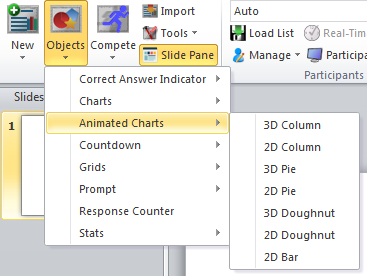 Import
Auto
New
Objects
Compete
Tools
Load List
Real-Tim
Slide Pane
Manage
Participa
Participants
Correct Answer Indicator
Slides
Charts
1
Animated Charts
3D Column
Countdown
2D Column
Grids
3D Pie
Prompt
2D Pie
Response Counter
3D Doughnut
Stats
2D Doughnut
2D Bar